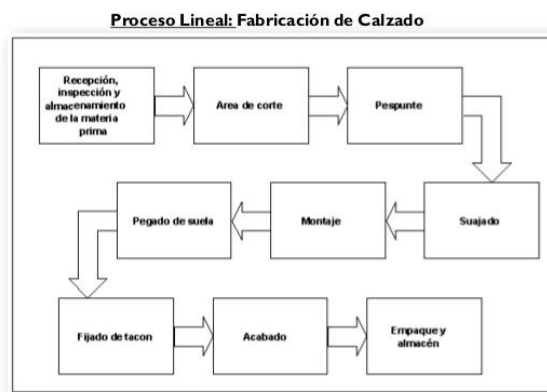 Proceso Lineal: Fabricación de Calzado
Recepción,
inspección y
almacenamiento
de la materia
prima
Area de corte
Pespunte
Suajado
Montaje
Pegado de suela
Fijado de tacon
Acabado
Empaque y
almacén